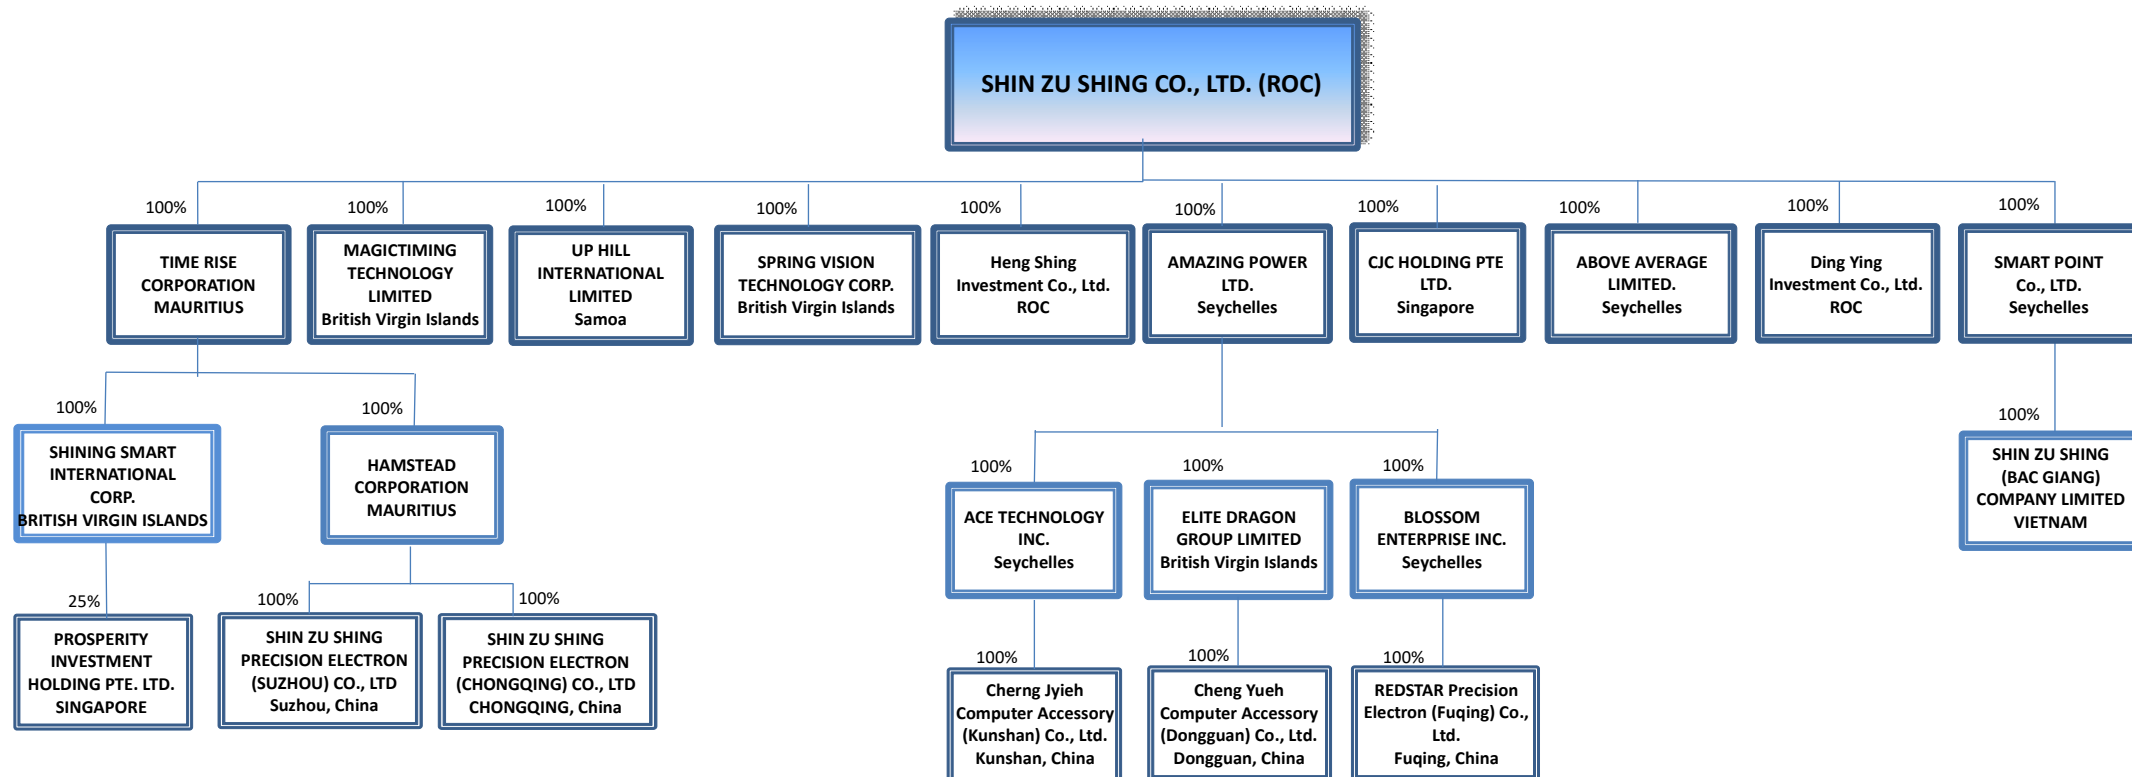 SHIN ZU SHING CO., LTD. (ROC)
100%
TIME RISE
CORPORATION
MAURITIUS
100%
MAGICTIMING
TECHNOLOGY
LIMITED
British Virgin Islands
100%
UP HILL
INTERNATIONAL
LIMITED
Samoa
100%
SPRING VISION
TECHNOLOGY CORP.
British Virgin Islands
100%
Heng Shing
Investment Co., Ltd.
ROC
100%
AMAZING POWER
LTD.
Seychelles
100%
CJC HOLDING PTE
LTD.
Singapore
100%
ABOVE AVERAGE
LIMITED.
Seychelles
100%
Ding Ying
Investment Co., Ltd.
ROC
100%
SMART POINT
Co., LTD.
Seychelles
100%
SHINING SMART
INTERNATIONAL
CORP.
BRITISH VIRGIN ISLANDS
100%
HAMSTEAD
CORPORATION
MAURITIUS
100%
ACE TECHNOLOGY
INC.
Seychelles
100%
ELITE DRAGON
GROUP LIMITED
British Virgin Islands
100%
BLOSSOM
ENTERPRISE INC.
Seychelles
100%
SHIN ZU SHING
(BAC GIANG)
COMPANY LIMITED
VIETNAM
25%
PROSPERITY
INVESTMENT
HOLDING PTE. LTD.
SINGAPORE
100%
SHIN ZU SHING
PRECISION ELECTRON
(SUZHOU) CO., LTD
Suzhou, China
100%
SHIN ZU SHING
PRECISION ELECTRON
(CHONGQING) CO., LTD
CHONGQING, China
100%
Cherng Jyieh
Computer Accessory
(Kunshan) Co., Ltd.
Kunshan, China
100%
Cheng Yueh
Computer Accessory
(Dongguan) Co., Ltd.
Dongguan, China
100%
REDSTAR Precision
Electron (Fuqing) Co.,
Ltd.
Fuqing, China